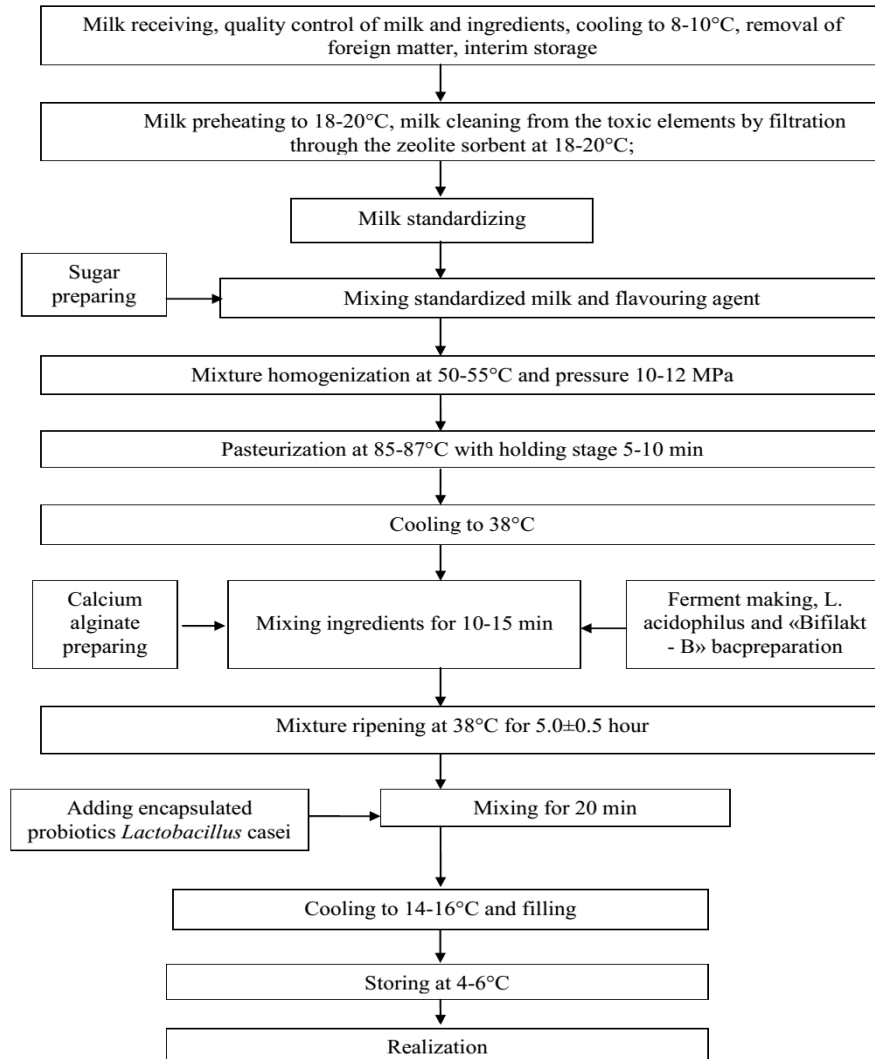 Milk receiving, quality control of milk and ingredients, cooling to 8-10°C, removal of
foreign matter, interim storage
Milk preheating to 18-20°C, milk cleaning from the toxic elements by filtration
through the zeolite sorbent at 18-20°C;
Milk standardizing
Sugar
preparing
Mixing standardized milk and flavouring agent
Mixture homogenization at 50-55°C and pressure 10-12 MPa
Pasteurization at 85-87°C with holding stage 5-10 min
Cooling to 38°C
Calcium
alginate
preparing
Mixing ingredients for 10-15 min
Ferment making, L.
acidophilus and «Bifilakt
- B» bacpreparation
Mixture ripening at 38°C for 5.0±0.5 hour
Adding encapsulated
probiotics Lactobacillus casei
Mixing for 20 min
Cooling to 14-16°C and filling
Storing at 4-6°C
Realization